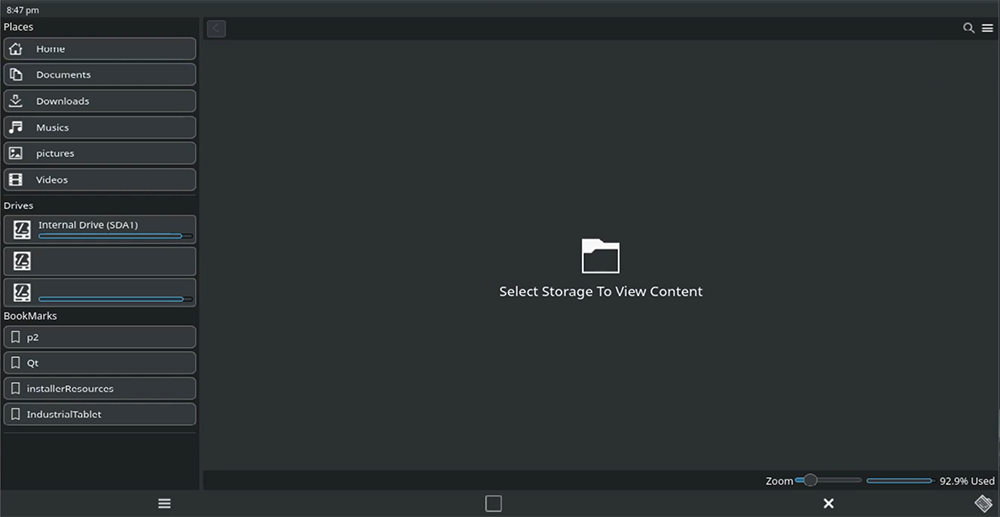 8:47 pm
Places
Home
Documents
Downloads
Musics
pictures
Videos
Drives
Internal Drive (SDA1)
BookMarks
p2
Qt
installerResources
IndustrialTablet
Select Storage To View Content
Zoom 92.9% Used